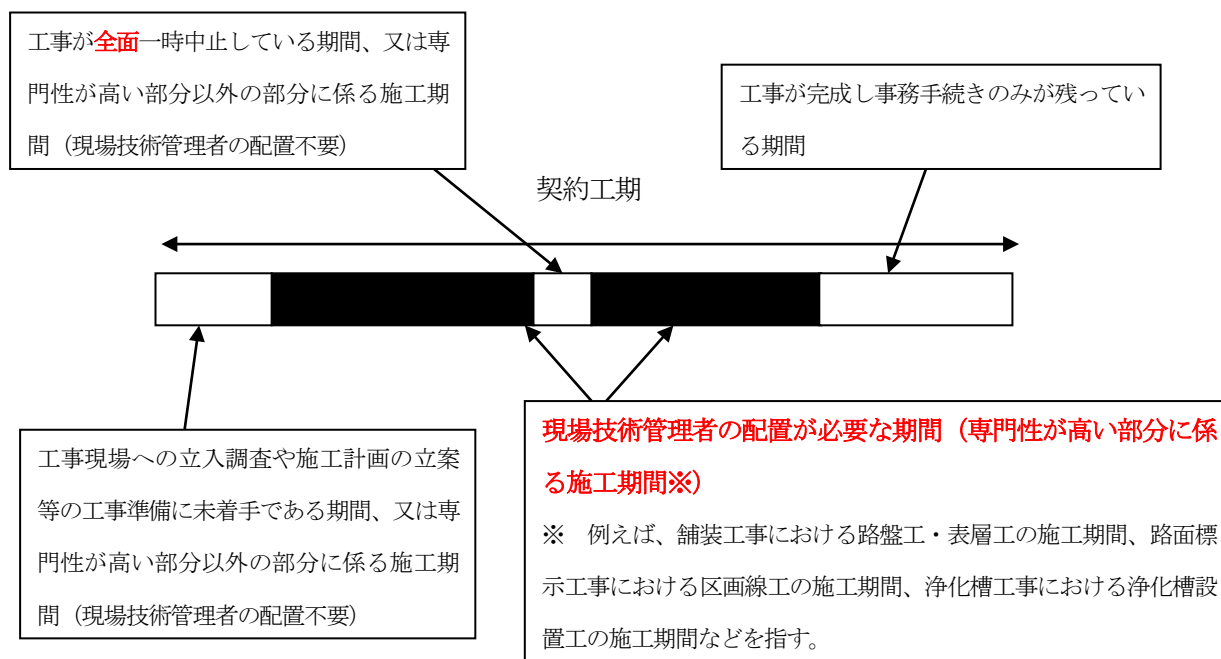 工事が全面一時中止している期間、又は専
門性が高い部分以外の部分に係る施工期
間（現場技術管理者の配置不要）
工事が完成し事務手続きのみが残ってい
る期間
契約工期
工事現場への立入調査や施工計画の立案
等の工事準備に未着手である期間、又は専
門性が高い部分以外の部分に係る施工期
間（現場技術管理者の配置不要）
現場技術管理者の配置が必要な期間（専門性が高い部分に係
る施工期間※）
※　例えば、舗装工事における路盤工・表層工の施工期間、路面標
示工事における区画線工の施工期間、浄化槽工事における浄化槽設
置工の施工期間などを指す。